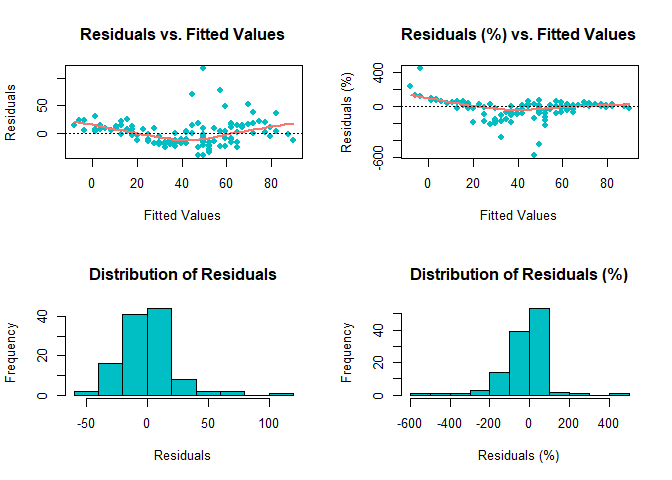 Residuals vs. Fitted Values
Residuals
50
0
0 20 40 60 80
Fitted Values
Residuals (%) vs. Fitted Values
Residuals (%)
400
0
-600
0 20 40 60 80
Fitted Values
Distribution of Residuals
Frequency
40
20
0
-50 0 50 100
Residuals
Distribution of Residuals (%)
Frequency
40
20
0
-600 -400 -200 0 200 400
Residuals (%)